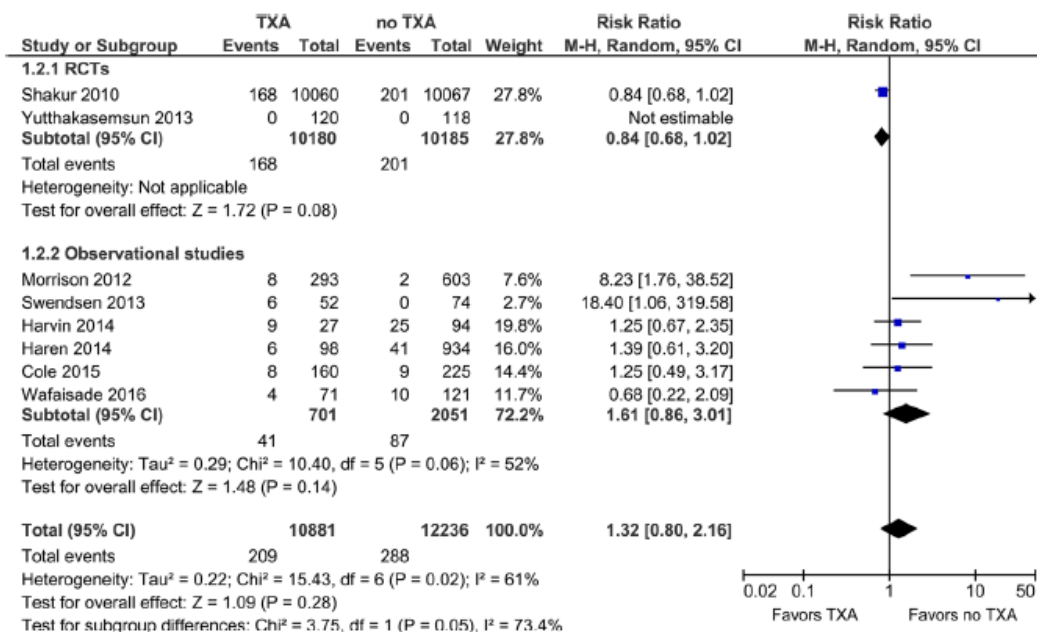 TXA no TXA Risk Ratio Risk Ratio
Study or Subgroup Events Total Events Total Weight M-H, Random, 95% CI M-H, Random, 95% CI
1.2.1 RCTs
Shakur 2010 168 10060 201 10067 27.8% 0.84 [0.68, 1.02]
Yutthakasemsun 2013 0 120 0 118 Not estimable
Subtotal (95% CI) 10180 10185 27.8% 0.84 [0.68, 1.02]
Total events 168 201
Heterogeneity: Not applicable
Test for overall effect: Z = 1.72 (P = 0.08)
1.2.2 Observational studies
Morrison 2012 8 293 2 603 7.6% 8.23 [1.76, 38.52]
Swendsen 2013 6 52 0 74 2.7% 18.40 [1.06, 319.58]
Harvin 2014 9 27 25 94 19.8% 1.25 [0.67, 2.35]
Haren 2014 6 98 41 934 16.0% 1.39 [0.61, 3.20]
Cole 2015 8 160 9 225 14.4% 1.25 [0.49, 3.17]
Wafaisade 2016 4 71 10 121 11.7% 0.68 [0.22, 2.09]
Subtotal (95% CI) 701 2051 72.2% 1.61 [0.86, 3.01]
Total events 41 87
Heterogeneity: Tau² = 0.29; Chi² = 10.40, df = 5 (P = 0.06); I² = 52%
Test for overall effect: Z = 1.48 (P = 0.14)
Total (95% CI) 10881 12236 100.0% 1.32 [0.80, 2.16]
Total events 209 288
Heterogeneity: Tau² = 0.22; Chi² = 15.43, df = 6 (P = 0.02); I² = 61%
Test for overall effect: Z = 1.09 (P = 0.28)
Test for subgroup differences: Chi² = 3.75, df = 1 (P = 0.05), I² = 73.4%
0.02 0.1 1 10 50
Favors TXA Favors no TXA